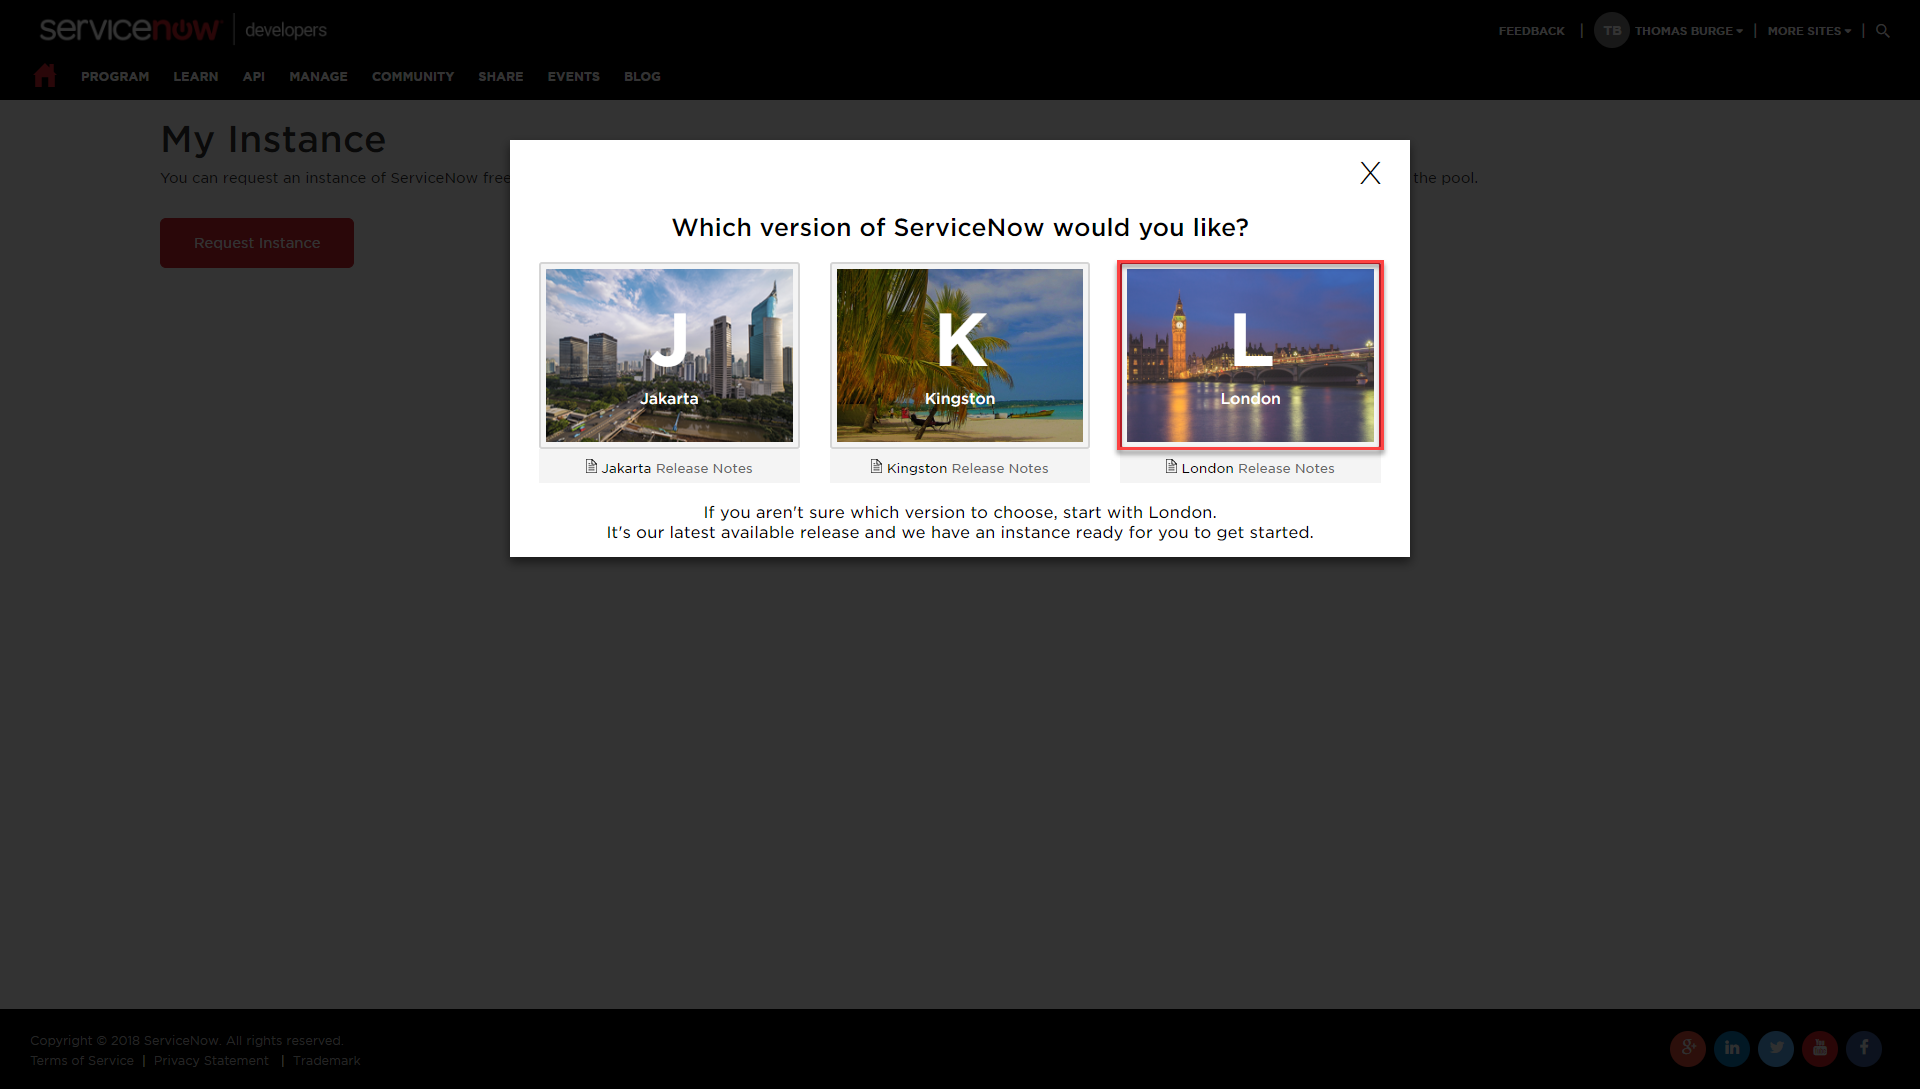 servicenow developers
FEEDBACK | TB THOMAS BURGE | MORE SITES |
PROGRAM LEARN API MANAGE COMMUNITY SHARE EVENTS BLOG
My Instance
You can request an instance of ServiceNow free
the pool.
Request Instance
X
Which version of ServiceNow would you like?
J
Jakarta
K
Kingston
L
London
Jakarta Release Notes
Kingston Release Notes
London Release Notes
If you aren't sure which version to choose, start with London.
It's our latest available release and we have an instance ready for you to get started.
Copyright © 2018 ServiceNow. All rights reserved.
Terms of Service | Privacy Statement | Trademark